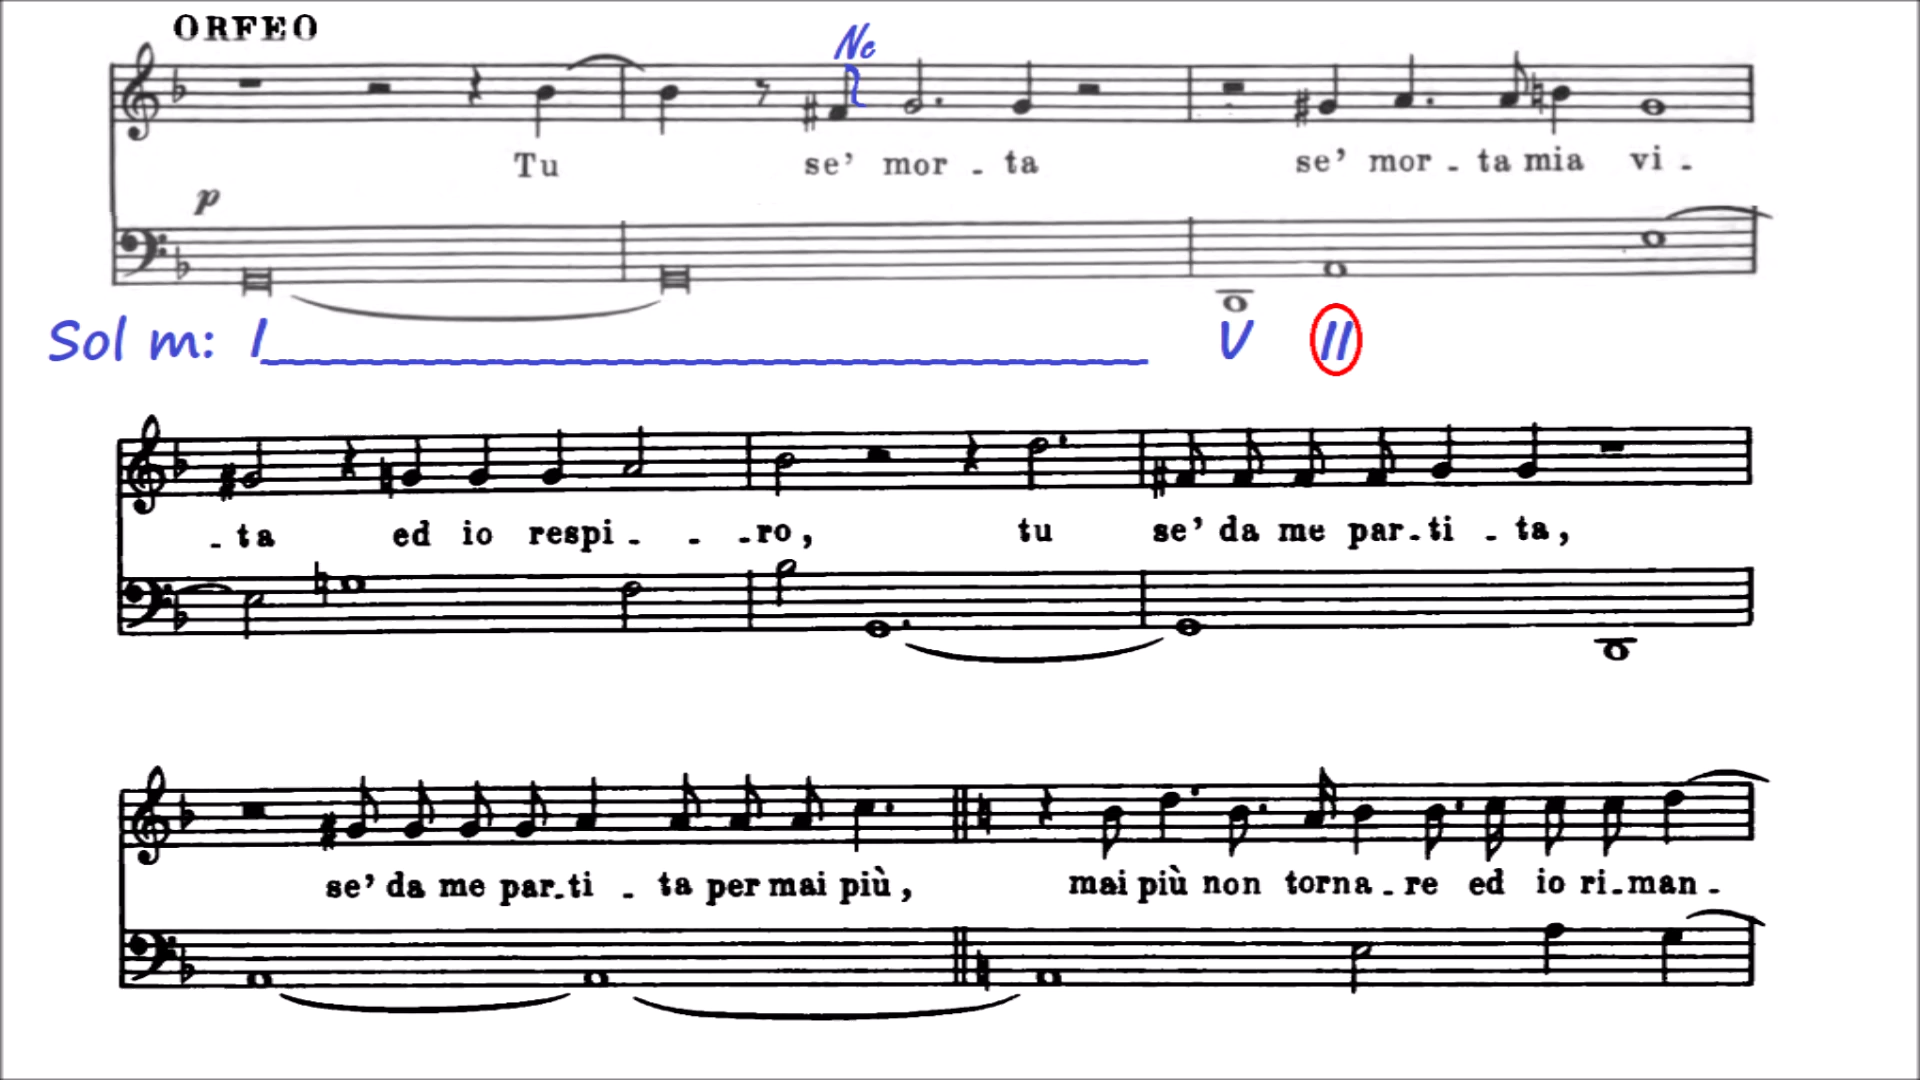 ORFEO
Nc
Tu se' mor - ta se' mor - ta mia vi -
p
Sol m: I V II
- ta ed io respi - - - ro, tu se' da me par - ti - ta,
se' da me par - ti - ta per mai più, mai più non torna - re ed io ri - man -